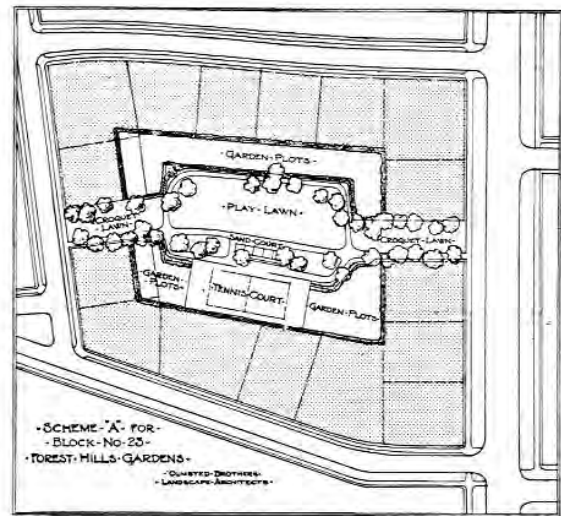 GARDEN-PLOTS
PLAY-LAWN
CROQUET-
-LAWN-
SAND-COURT
CROQUET-LAWN
GARDEN-
PLOTS-
-TENNIS-COURT-
GARDEN-PLOTS
-SCHEME-"A"-FOR-
-BLOCK-NO-23-
-FOREST-HILLS-GARDENS-
-OLMSTED-BROTHERS-
-LANDSCAPE-ARCHITECTS-